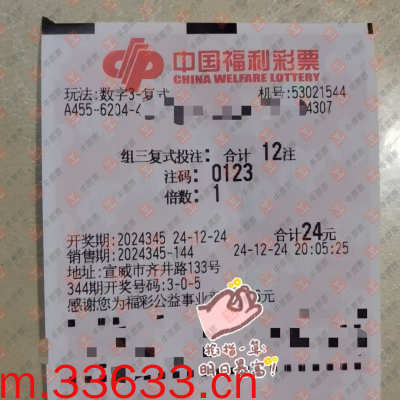 中国福利彩票
CHINA WELFARE LOTTERY
玩法:数字3-复式 机号:53021544
A455-6204-4 4307
组三复式投注: 合计 12注
注码: 0123
倍数: 1
开奖期:2024345 24-12-24 合计24元
销售期:2024345-144 24-12-24 20:05:25
地址:宣威市齐井路133号
344期开奖号码:3-0-5
感谢您为福彩公益事业 元
明日暴富!
m.33633.cn